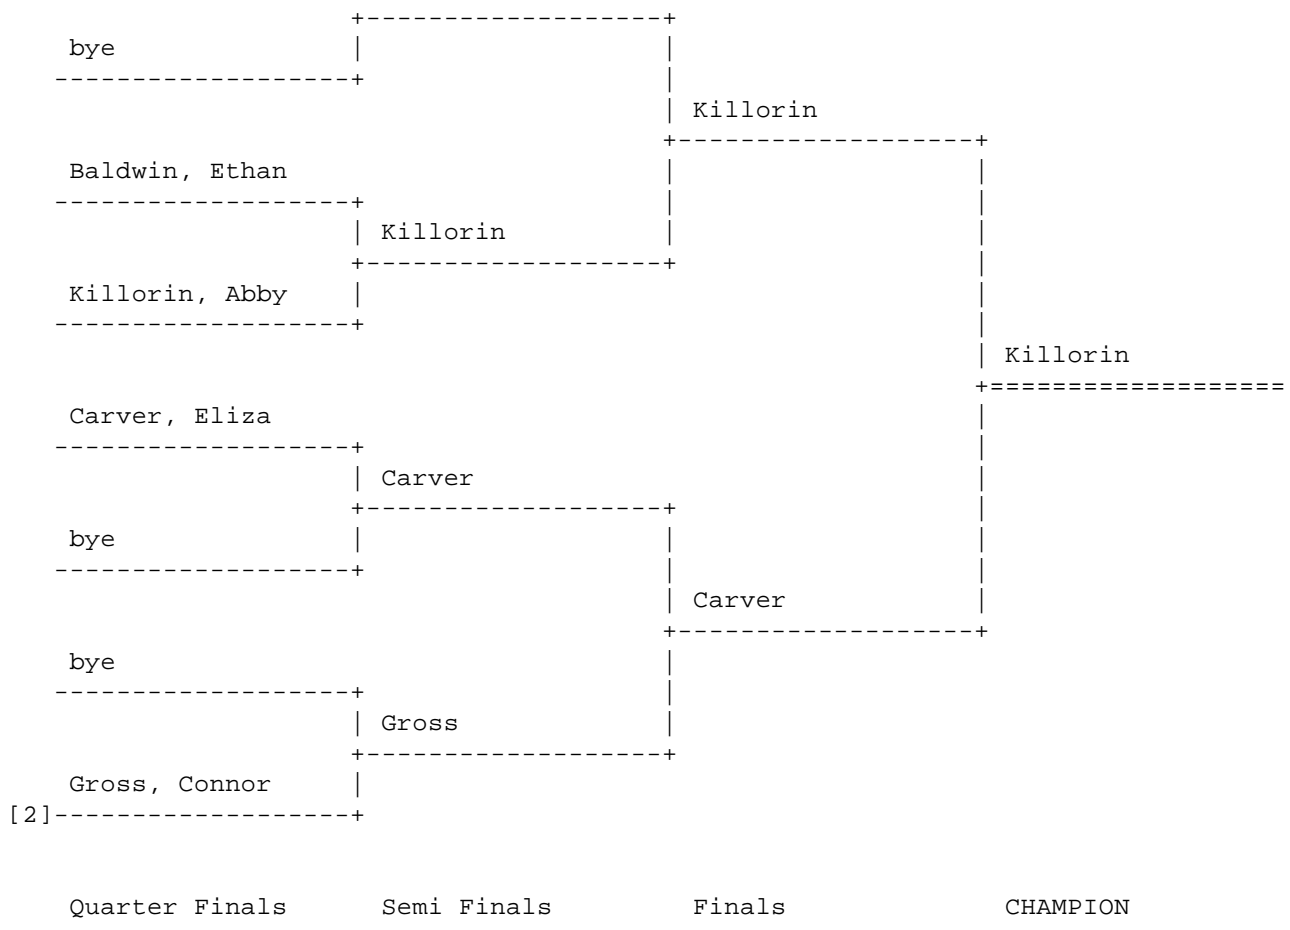 bye
Killorin
Baldwin, Ethan
Killorin
Killorin, Abby
Killorin
Carver, Eliza
Carver
bye
Carver
bye
Gross
Gross, Connor
[2]
Quarter Finals Semi Finals Finals CHAMPION